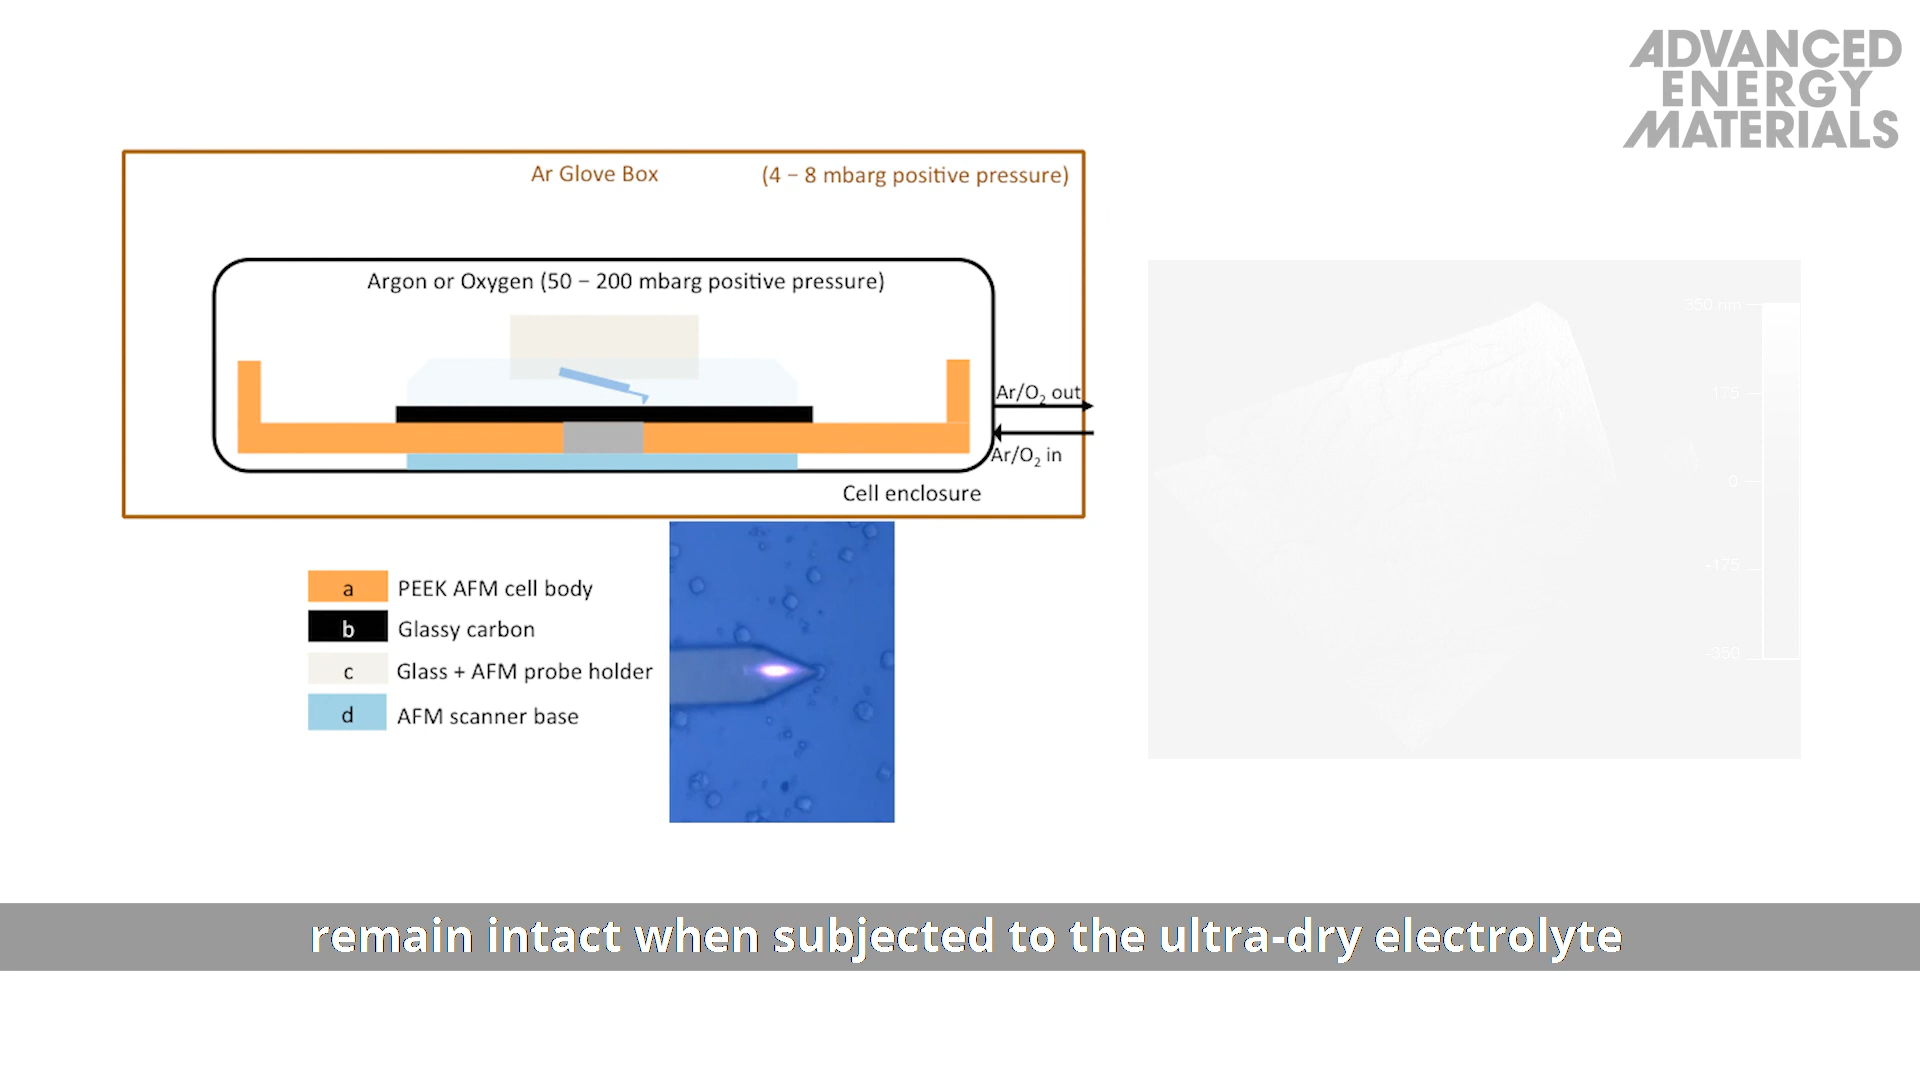 ADVANCED
ENERGY
MATERIALS
Ar Glove Box (4 – 8 mbarg positive pressure)
Argon or Oxygen (50 – 200 mbarg positive pressure)
Ar/O₂ out
Ar/O₂ in
Cell enclosure
a PEEK AFM cell body
b Glassy carbon
c Glass + AFM probe holder
d AFM scanner base
350 nm
175
0
-175
-350
remain intact when subjected to the ultra-dry electrolyte